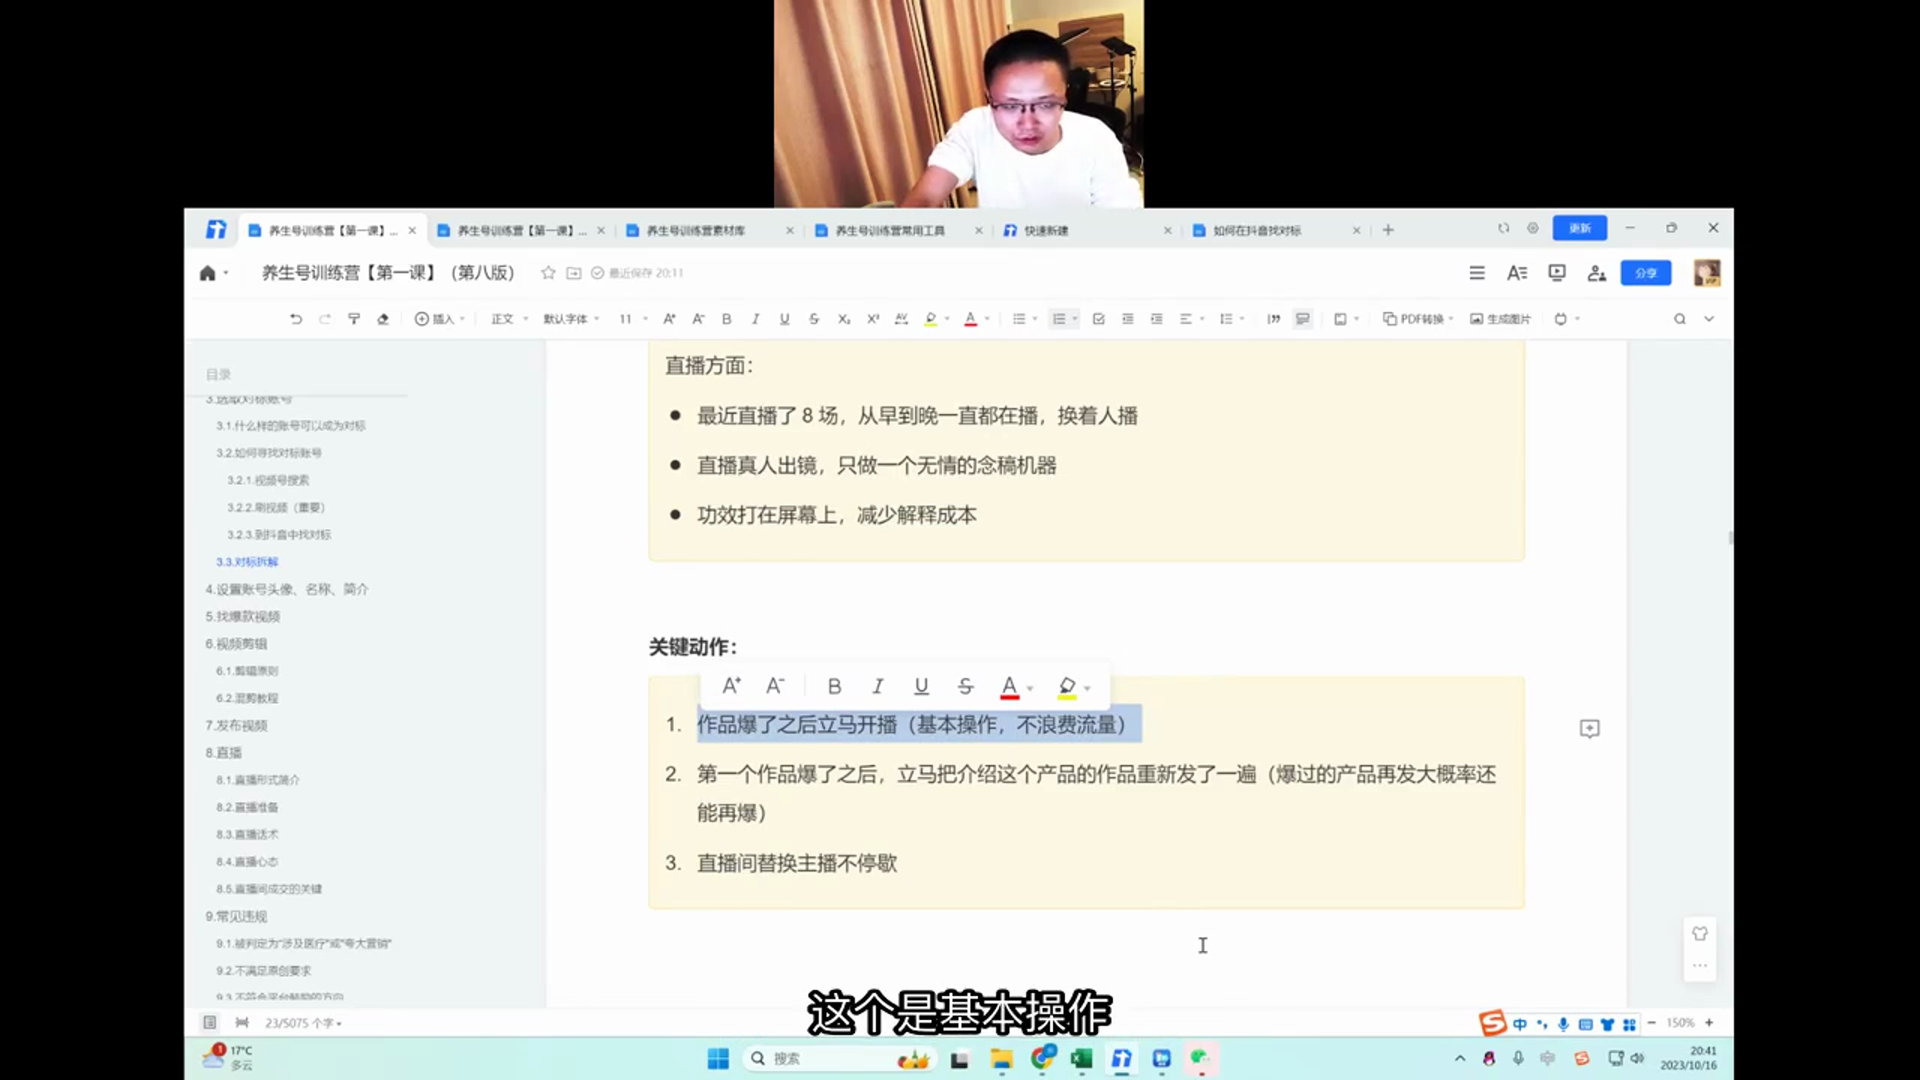 养生号训练营【第一课】...
养生号训练营【第一课】...
养生号训练营素材库
养生号训练营常用工具
快速新建
如何在抖音找对标
更新
养生号训练营【第一课】（第八版）
最近保存 20:11
分享
插入
正文
默认字体
11
PDF转换
生成图片
目录
3.选取对标账号
3.1.什么样的账号可以成为对标
3.2.如何寻找对标账号
3.2.1.视频号搜索
3.2.2.刷视频（重要）
3.2.3.到抖音中找对标
3.3.对标拆解
4.设置账号头像、名称、简介
5.找爆款视频
6.视频剪辑
6.1.剪辑原则
6.2.混剪教程
7.发布视频
8.直播
8.1.直播形式简介
8.2.直播准备
8.3.直播话术
8.4.直播心态
8.5.直播间成交的关键
9.常见违规
9.1.被判定为“涉及医疗”或“夸大营销”
9.2.不满足原创要求
9.3.不符合平台鼓励的方向
直播方面：
最近直播了 8 场，从早到晚一直都在播，换着人播
直播真人出镜，只做一个无情的念稿机器
功效打在屏幕上，减少解释成本
关键动作：
1. 作品爆了之后立马开播（基本操作，不浪费流量）
2. 第一个作品爆了之后，立马把介绍这个产品的作品重新发了一遍（爆过的产品再发大概率还
能再爆）
3. 直播间替换主播不停歇
这个是基本操作
23/5075 个字
中
150%
17°C
多云
搜索
20:41
2023/10/16